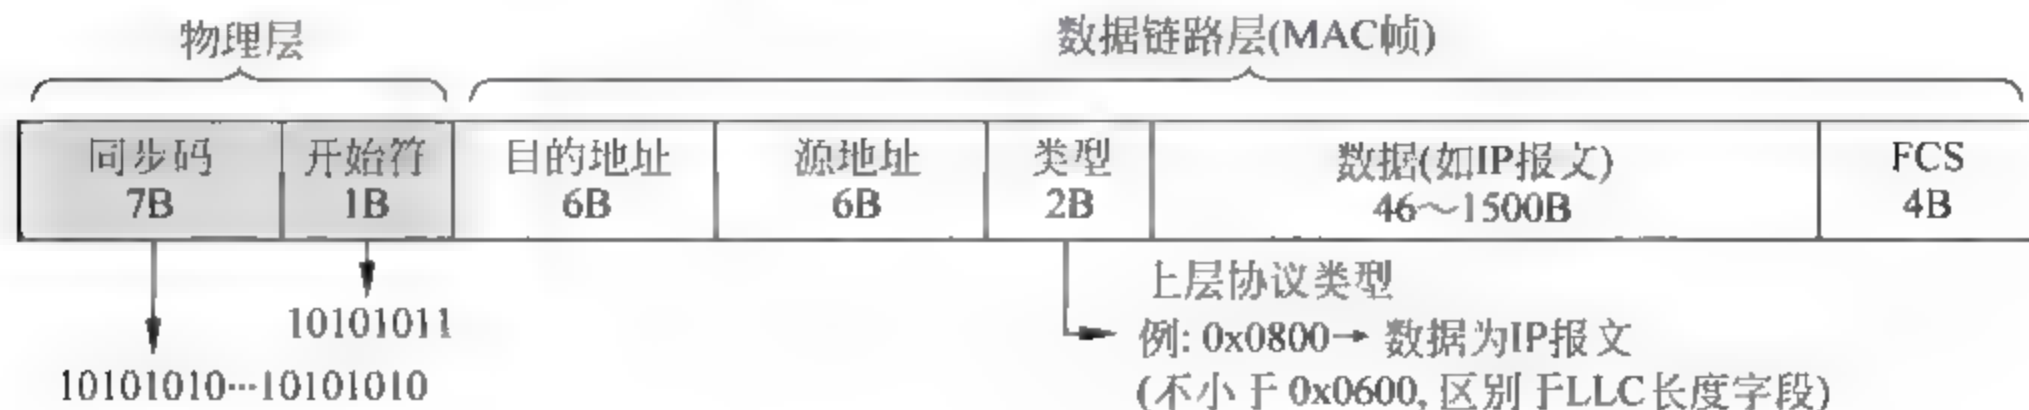 物理层
数据链路层(MAC帧)
同步码 开始符 目的地址 源地址 类型 数据(如IP报文) FCS
7B 1B 6B 6B 2B 46～1500B 4B
上层协议类型
10101011
例: 0x0800→ 数据为IP报文
10101010···10101010
(不小于0x0600, 区别于LLC长度字段)